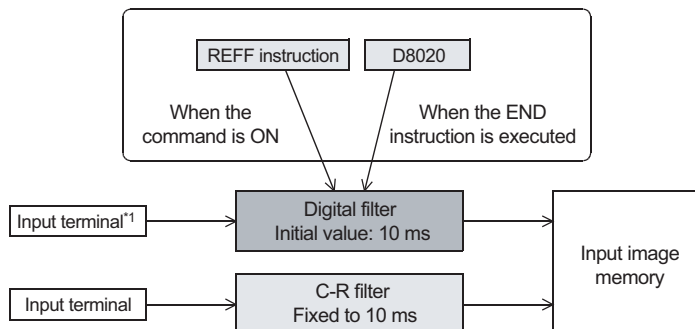 REFF instruction
D8020
When the
command is ON
When the END
instruction is executed
Input terminal*1
Digital filter
Initial value: 10 ms
Input image
memory
Input terminal
C-R filter
Fixed to 10 ms